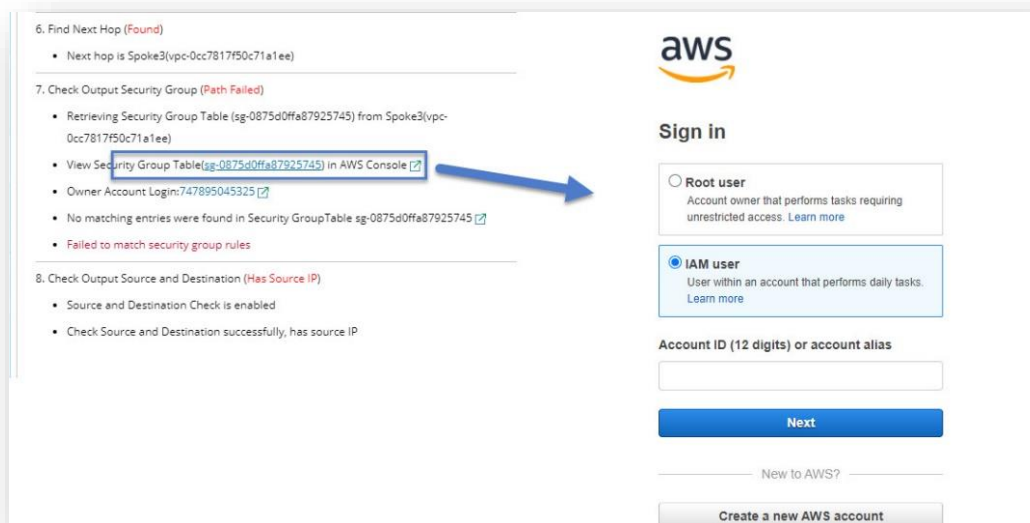 6. Find Next Hop (Found)
• Next hop is Spoke3(vpc-0cc7817f50c71a1ee)
7. Check Output Security Group (Path Failed)
• Retrieving Security Group Table (sg-0875d0ffa87925745) from Spoke3(vpc-
0cc7817f50c71a1ee)
• View Security Group Table(sg-0875d0ffa87925745) in AWS Console
• Owner Account Login:747895045325
• No matching entries were found in Security GroupTable sg-0875d0ffa87925745
• Failed to match security group rules
8. Check Output Source and Destination (Has Source IP)
• Source and Destination Check is enabled
• Check Source and Destination successfully, has source IP
aws
Sign in
Root user
Account owner that performs tasks requiring
unrestricted access. Learn more
IAM user
User within an account that performs daily tasks.
Learn more
Account ID (12 digits) or account alias
Next
New to AWS?
Create a new AWS account